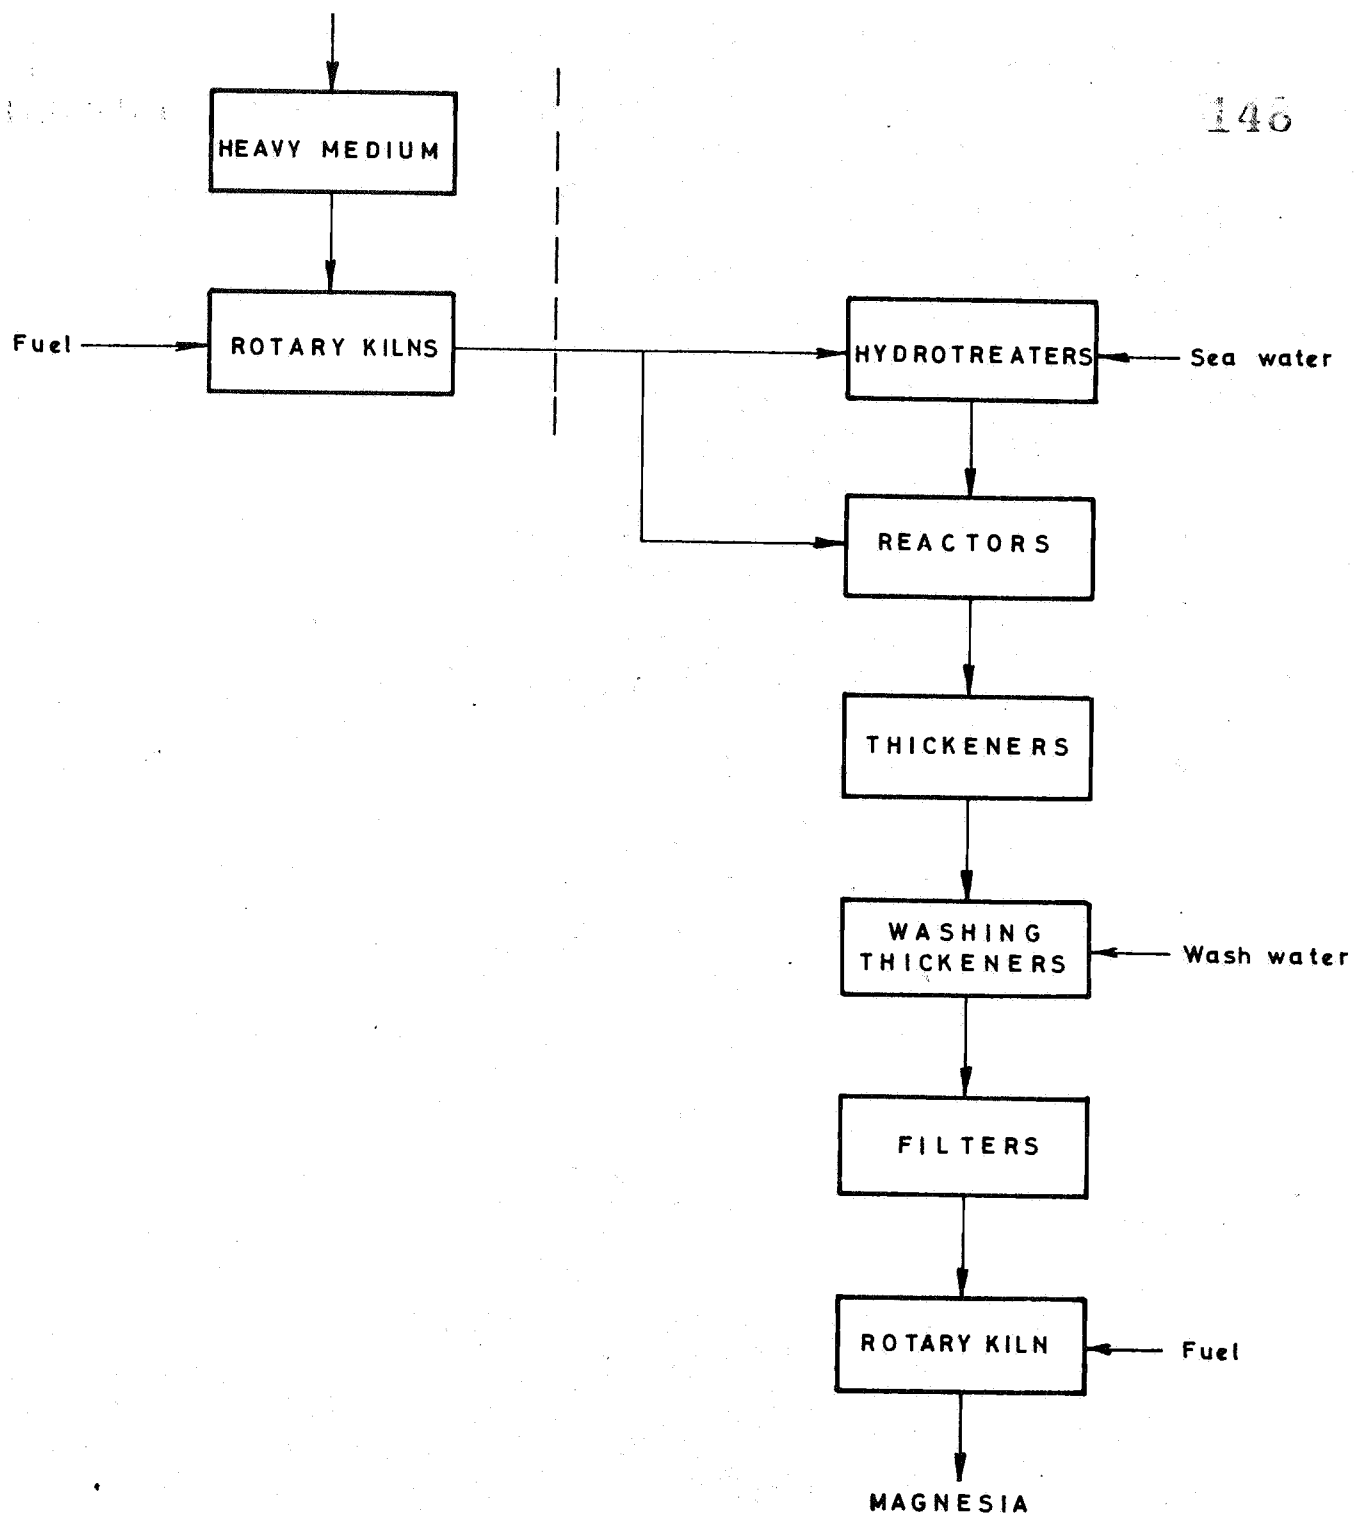 HEAVY MEDIUM
Fuel
ROTARY KILNS
HYDROTREATERS
Sea water
REACTORS
THICKENERS
WASHING
THICKENERS
Wash water
FILTERS
ROTARY KILN
Fuel
MAGNESIA